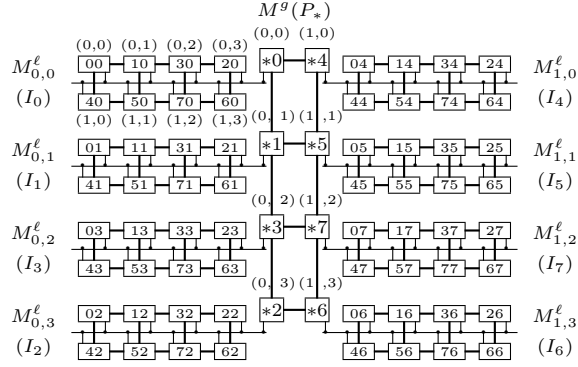 M^g(P_*)
(0,0) (1,0)
(0,0) (0,1) (0,2) (0,3)
M^ℓ_{0,0} 00 10 30 20 *0 *4 04 14 34 24 M^ℓ_{1,0}
(I_0) 40 50 70 60 44 54 74 64 (I_4)
(1,0) (1,1) (1,2) (1,3) (0, 1) (1 ,1)
M^ℓ_{0,1} 01 11 31 21 *1 *5 05 15 35 25 M^ℓ_{1,1}
(I_1) 41 51 71 61 45 55 75 65 (I_5)
(0, 2) (1 ,2)
M^ℓ_{0,2} 03 13 33 23 *3 *7 07 17 37 27 M^ℓ_{1,2}
(I_3) 43 53 73 63 47 57 77 67 (I_7)
(0, 3) (1 ,3)
M^ℓ_{0,3} 02 12 32 22 *2 *6 06 16 36 26 M^ℓ_{1,3}
(I_2) 42 52 72 62 46 56 76 66 (I_6)